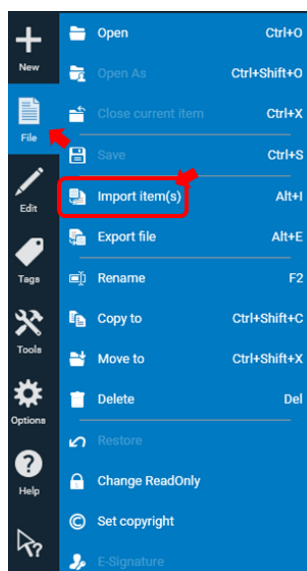 New
File
Edit
Tags
Tools
Options
Help
Open Ctrl+O
Open As Ctrl+Shift+O
Close current item Ctrl+X
Save Ctrl+S
Import item(s) Alt+I
Export file Alt+E
Rename F2
Copy to Ctrl+Shift+C
Move to Ctrl+Shift+X
Delete Del
Restore
Change ReadOnly
Set copyright
E-Signature